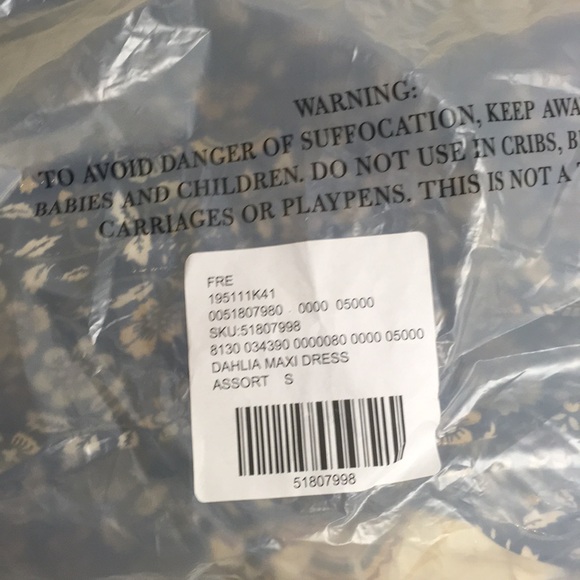 WARNING:
TO AVOID DANGER OF SUFFOCATION, KEEP AWA
BABIES AND CHILDREN. DO NOT USE IN CRIBS, B
CARRIAGES OR PLAYPENS. THIS IS NOT A
FRE
195111K41
0051807980 0000 05000
SKU:51807998
8130 034390 0000080 0000 05000
DAHLIA MAXI DRESS
ASSORT S
51807998